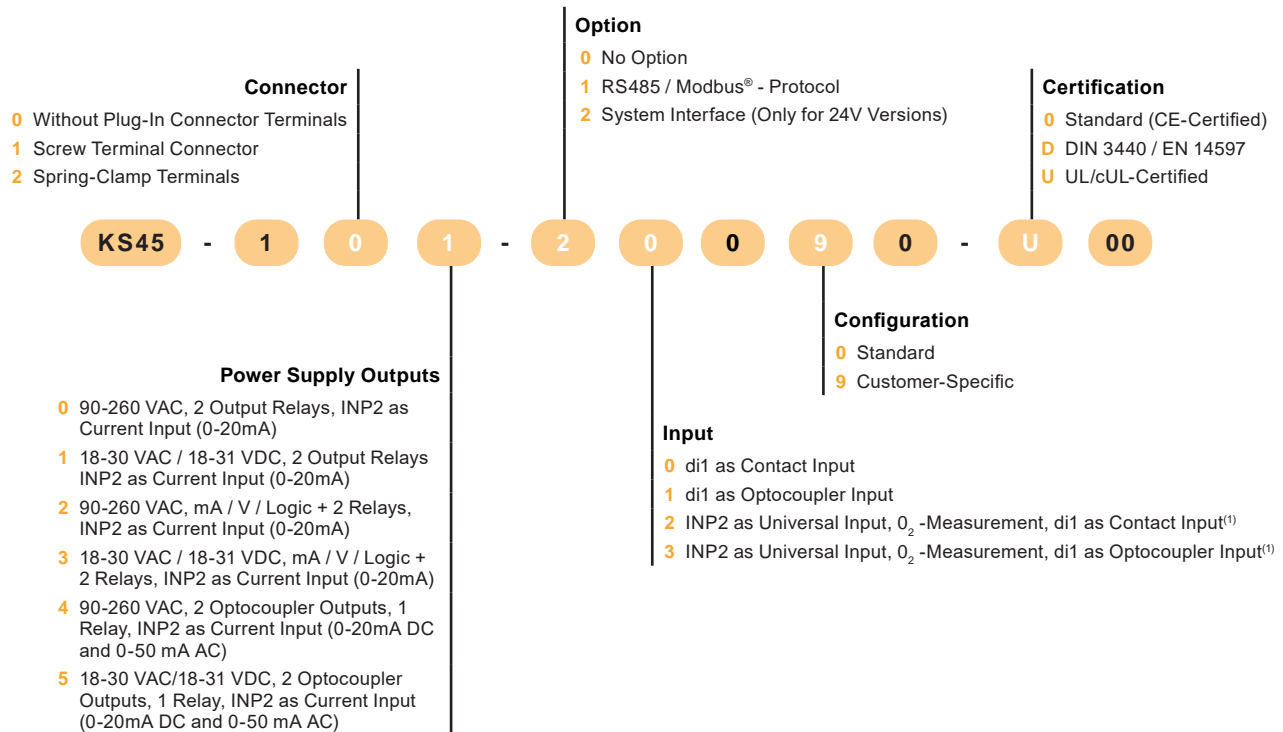 Option
0 No Option
1 RS485 / Modbus® - Protocol
2 System Interface (Only for 24V Versions)
Connector
0 Without Plug-In Connector Terminals
1 Screw Terminal Connector
2 Spring-Clamp Terminals
Certification
0 Standard (CE-Certified)
D DIN 3440 / EN 14597
U UL/cUL-Certified
KS45 - 1 0 1 - 2 0 0 9 0 - U 00
Power Supply Outputs
0 90-260 VAC, 2 Output Relays, INP2 as
Current Input (0-20mA)
1 18-30 VAC / 18-31 VDC, 2 Output Relays
INP2 as Current Input (0-20mA)
2 90-260 VAC, mA / V / Logic + 2 Relays,
INP2 as Current Input (0-20mA)
3 18-30 VAC / 18-31 VDC, mA / V / Logic +
2 Relays, INP2 as Current Input (0-20mA)
4 90-260 VAC, 2 Optocoupler Outputs, 1
Relay, INP2 as Current Input (0-20mA DC
and 0-50 mA AC)
5 18-30 VAC/18-31 VDC, 2 Optocoupler
Outputs, 1 Relay, INP2 as Current Input
(0-20mA DC and 0-50 mA AC)
Configuration
0 Standard
9 Customer-Specific
Input
0 di1 as Contact Input
1 di1 as Optocoupler Input
2 INP2 as Universal Input, 0₂ -Measurement, di1 as Contact Input⁽¹⁾
3 INP2 as Universal Input, 0₂ -Measurement, di1 as Optocoupler Input⁽¹⁾